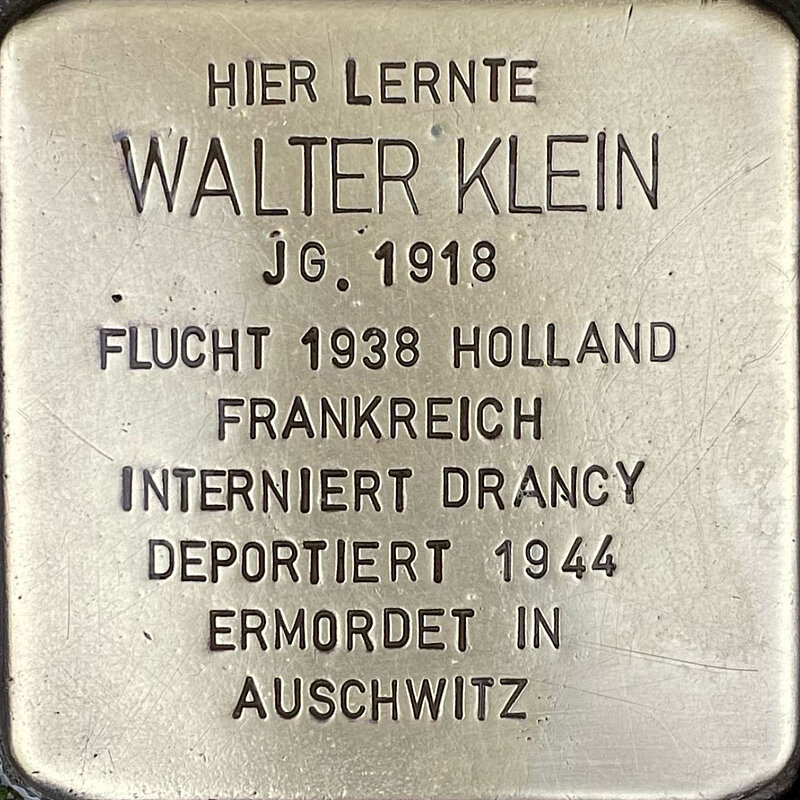 HIER LERNTE
WALTER KLEIN
JG. 1918
FLUCHT 1938 HOLLAND
FRANKREICH
INTERNIERT DRANCY
DEPORTIERT 1944
ERMORDET IN
AUSCHWITZ